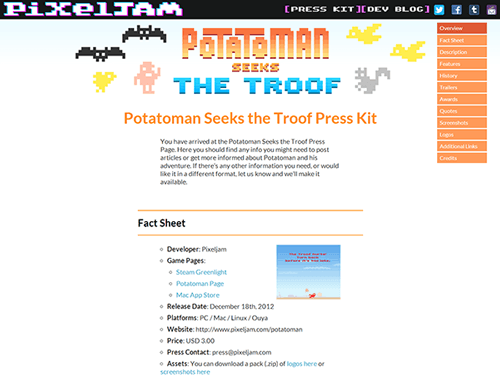 PiXelJAM
[PRESS KIT][DEV BLOG]
POTATOMAN
SEEKS
THE TROOF
Overview
Fact Sheet
Description
Features
History
Trailers
Awards
Quotes
Screenshots
Logos
Additional Links
Credits
Potatoman Seeks the Troof Press Kit
You have arrived at the Potatoman Seeks the Troof Press
Page. Here you should find any info you might need to post
articles or get more informed about Potatoman and his
adventure. If there's any other information you need, or would
like it in a different format, let us know and we'll make it
available.
Fact Sheet
Developer: Pixeljam
Game Pages:
Steam Greenlight
Potatoman Page
Mac App Store
Release Date: December 18th, 2012
Platforms: PC / Mac / Linux / Ouya
Website: http://www.pixeljam.com/potatoman
Price: USD 3.00
Press Contact: press@pixeljam.com
Assets: You can download a pack (.zip) of logos here or
screenshots here